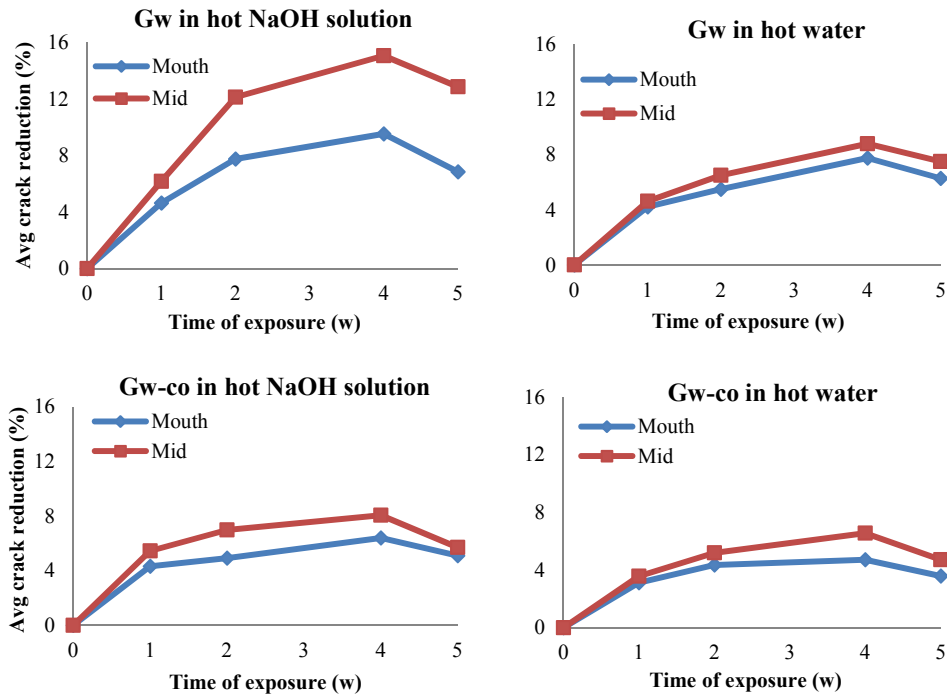 Gw in hot NaOH solution
Avg crack reduction (%)
16
12
8
4
0
Mouth
Mid
0 1 2 3 4 5
Time of exposure (w)
Gw in hot water
16
12
8
4
0
Mouth
Mid
0 1 2 3 4 5
Time of exposure (w)
Gw-co in hot NaOH solution
Avg crack reduction (%)
16
12
8
4
0
Mouth
Mid
0 1 2 3 4 5
Time of exposure (w)
Gw-co in hot water
16
12
8
4
0
Mouth
Mid
0 1 2 3 4 5
Time of exposure (w)